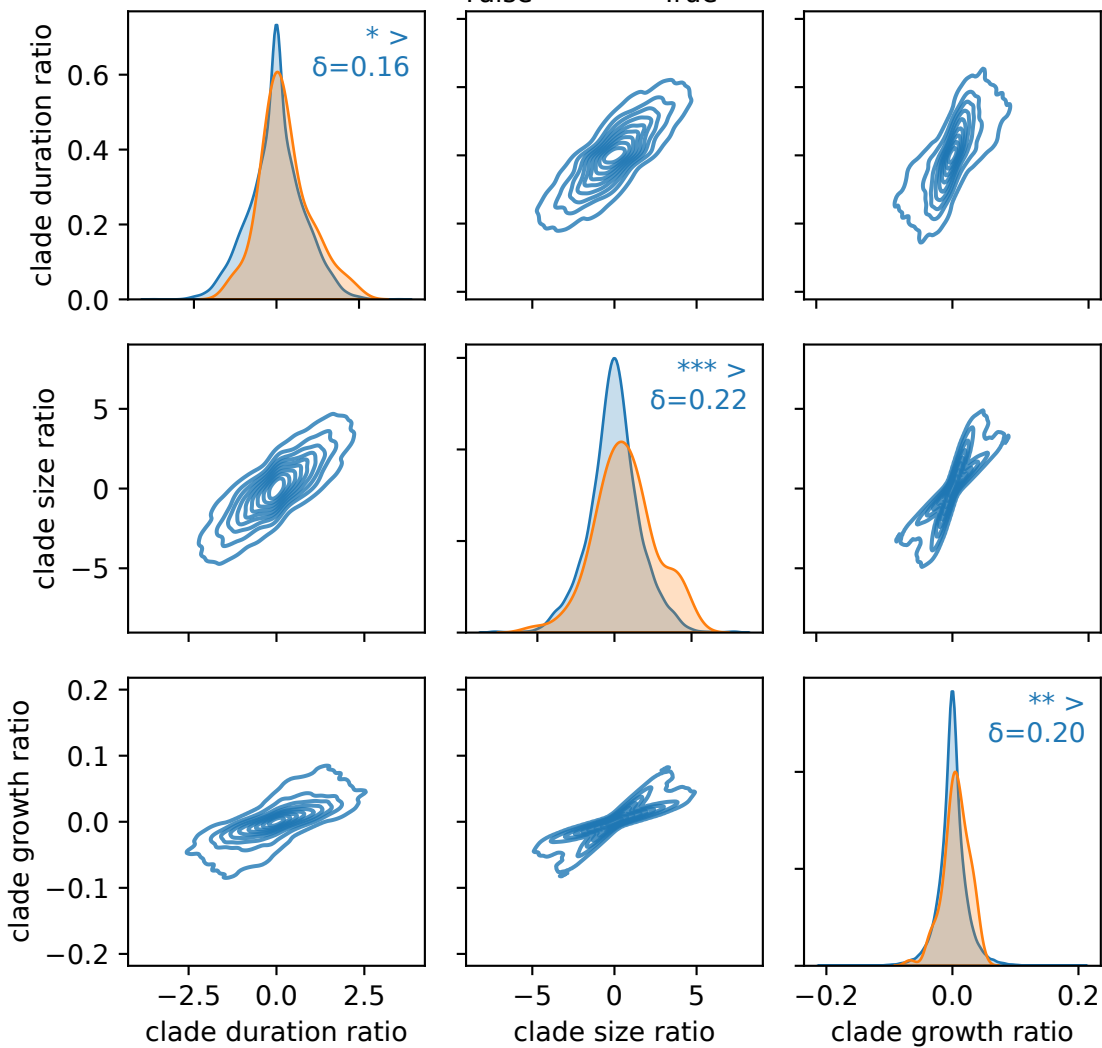 clade duration ratio
0.6
0.4
0.2
0.0
* >
δ=0.16
clade size ratio
5
0
−5
*** >
δ=0.22
clade growth ratio
0.2
0.1
0.0
−0.1
−0.2
** >
δ=0.20
−2.5 0.0 2.5
−5 0 5
−0.2 0.0 0.2
clade duration ratio
clade size ratio
clade growth ratio